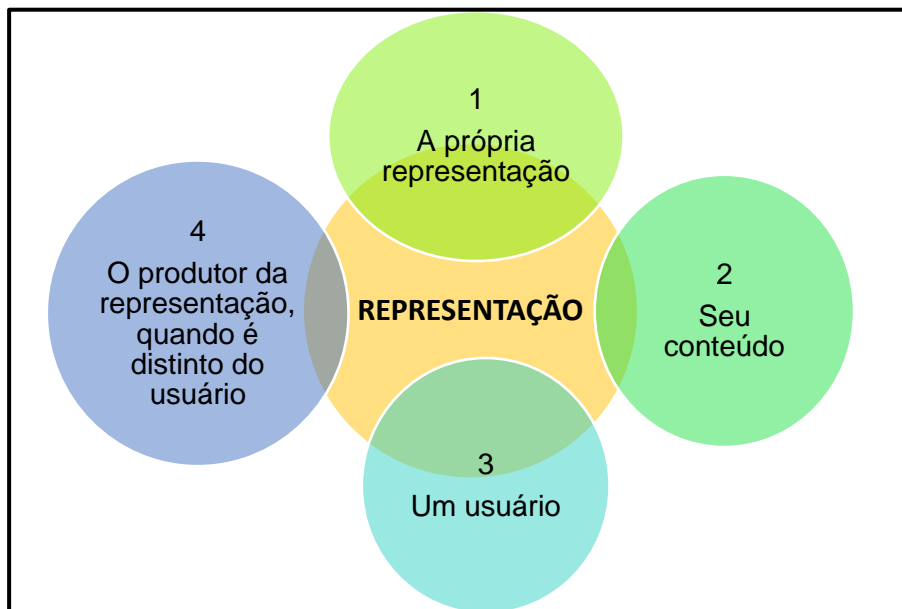 1
A própria
representação
4
O produtor da
representação,
quando é
distinto do
usuário
REPRESENTAÇÃO
2
Seu
conteúdo
3
Um usuário